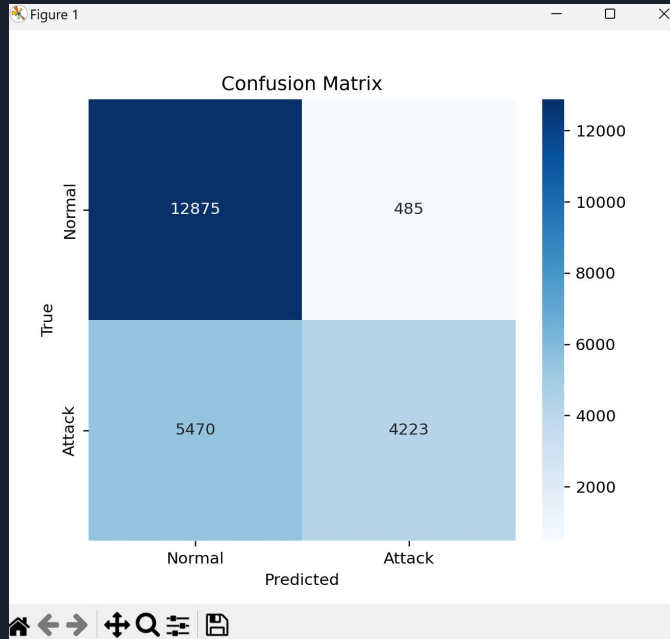 Figure 1
Confusion Matrix
12875
485
5470
4223
Normal
Attack
True
Normal
Attack
Predicted
12000
10000
8000
6000
4000
2000